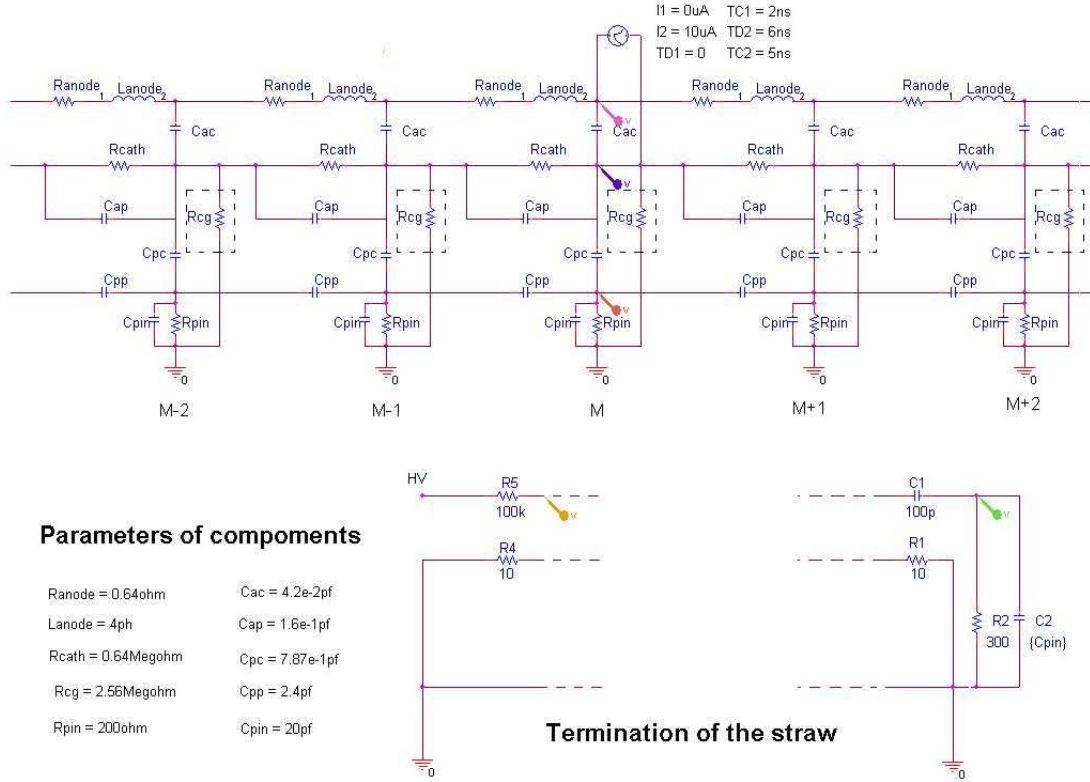 I1 = 0uA TC1 = 2ns
I2 = 10uA TD2 = 6ns
TD1 = 0 TC2 = 5ns
Ranode 1 Lanode 2 Ranode 1 Lanode 2 Ranode 1 Lanode 2 Ranode 1 Lanode 2 Ranode 1 Lanode 2
V
Cac Cac Cac Cac Cac
Rcath Rcath Rcath Rcath Rcath
V
Cap Rcg Cap Rcg Cap Rcg Cap Rcg Cap Rcg
Cpc Cpc Cpc Cpc Cpc
Cpp Cpp Cpp Cpp Cpp
V
Cpin Rpin Cpin Rpin Cpin Rpin Cpin Rpin Cpin Rpin
0 0 0 0 0
M-2 M-1 M M+1 M+2
HV R5 C1
100k V 100p V
R4 R1
10 10
R2 C2
300 {Cpin}
0 0
Termination of the straw
Parameters of compoments
Ranode = 0.64ohm Cac = 4.2e-2pf
Lanode = 4ph Cap = 1.6e-1pf
Rcath = 0.64Megohm Cpc = 7.87e-1pf
Rcg = 2.56Megohm Cpp = 2.4pf
Rpin = 200ohm Cpin = 20pf